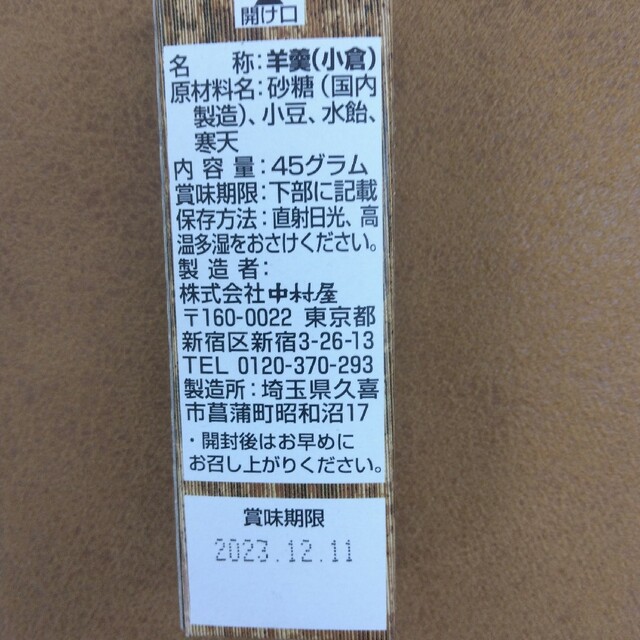 開け口
名　　称：羊羹(小倉)
原材料名：砂糖（国内
製造）、小豆、水飴、
寒天
内 容 量：45グラム
賞味期限：下部に記載
保存方法：直射日光、高
温多湿をおさけください。
製 造 者：
株式会社中村屋
〒160-0022 東京都
新宿区新宿3-26-13
TEL 0120-370-293
製造所：埼玉県久喜
市菖蒲町昭和沼17
・開封後はお早めに
お召し上がりください。
賞味期限
2023.12.11